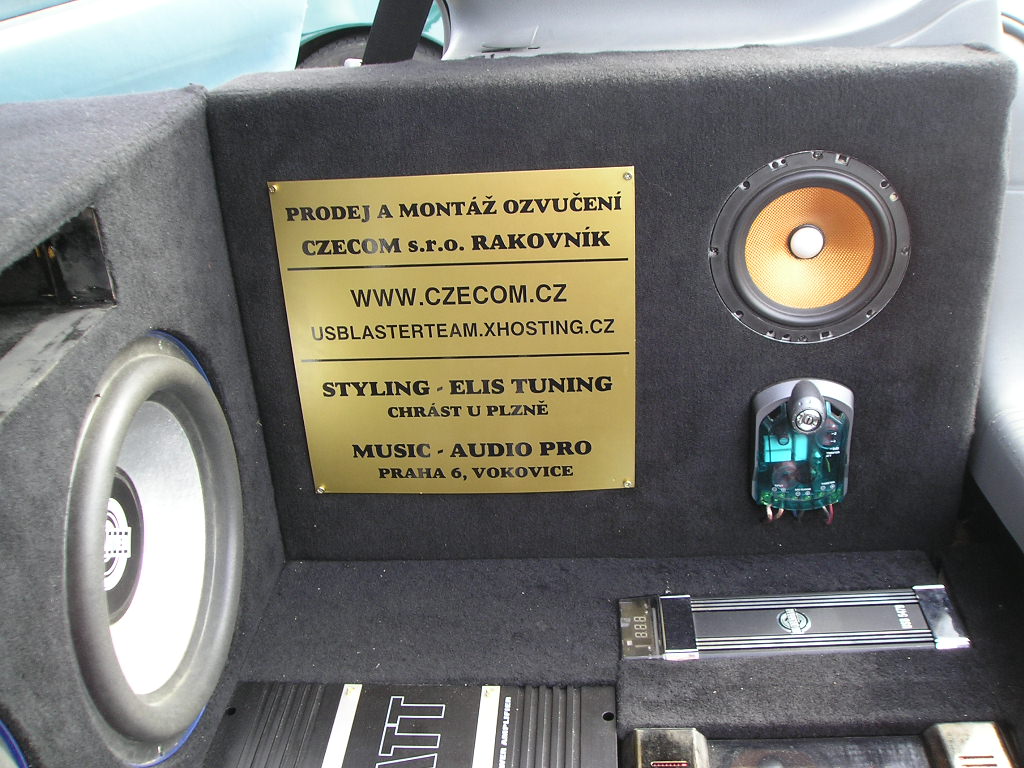 PRODEJ A MONTÁŽ OZVUČENÍ
CZECOM s.r.o. RAKOVNÍK
WWW.CZECOM.CZ
USBLASTERTEAM.XHOSTING.CZ
STYLING - ELIS TUNING
CHRÁST U PLZNĚ
MUSIC - AUDIO PRO
PRAHA 6, VOKOVICE